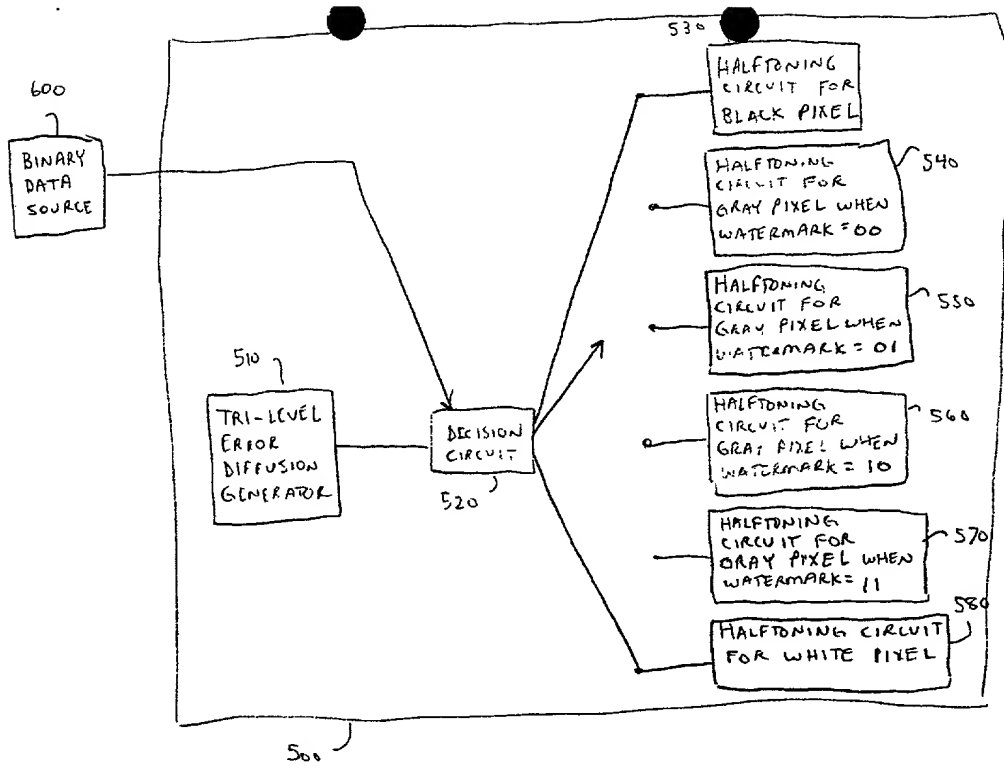 530
600
HALFTONING
CIRCUIT FOR
BLACK PIXEL
BINARY
DATA
SOURCE
540
HALFTONING
CIRCUIT FOR
GRAY PIXEL WHEN
WATERMARK = 00
550
HALFTONING
CIRCUIT FOR
GRAY PIXEL WHEN
WATERMARK = 01
510
TRI-LEVEL
ERROR
DIFFUSION
GENERATOR
DECISION
CIRCUIT
520
560
HALFTONING
CIRCUIT FOR
GRAY PIXEL WHEN
WATERMARK = 10
570
HALFTONING
CIRCUIT FOR
GRAY PIXEL WHEN
WATERMARK = 11
580
HALFTONING CIRCUIT
FOR WHITE PIXEL
500